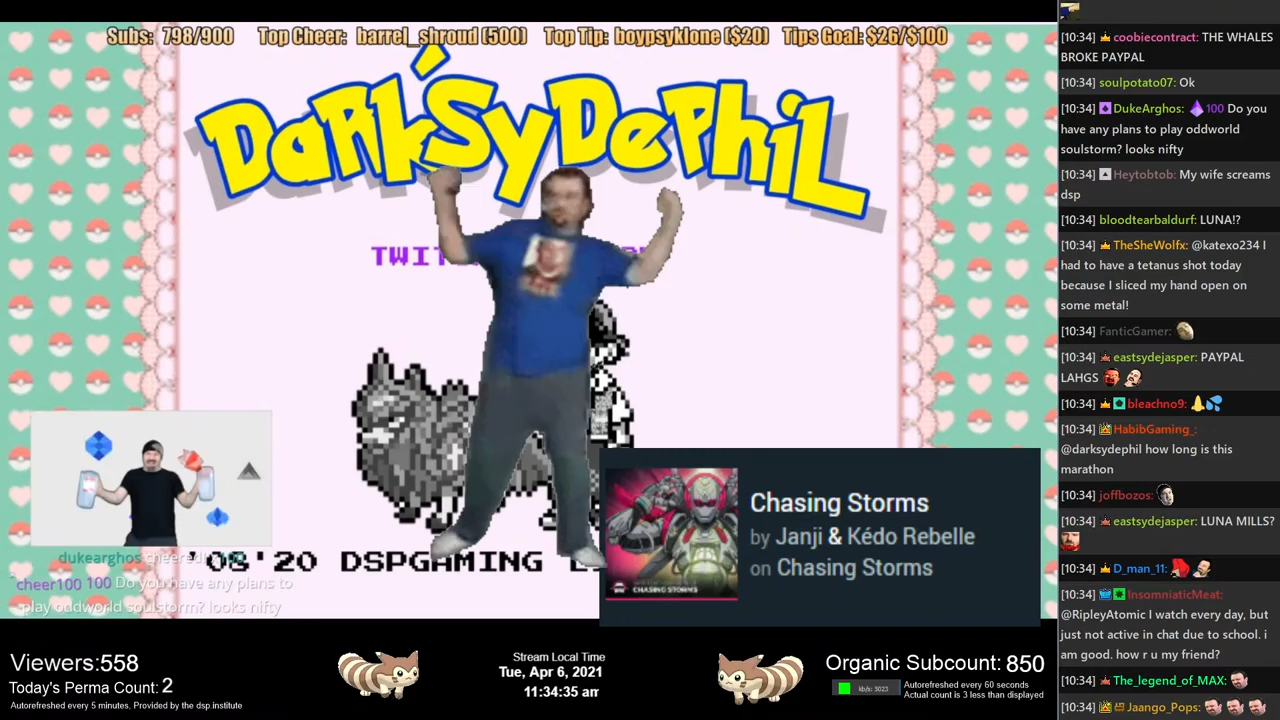 Subs: 798/900 Top Cheer: barrel_shroud (500) Top Tip: boypsyklone ($20) Tips Goal: $26/$100
DarkSyDePhil
TWIT
'08'20 DSPGAMING
Chasing Storms
by Janji & Kédo Rebelle
on Chasing Storms
CHASING STORMS
dukearghos cheered! x100
cheer100 100 Do you have any plans to
play oddworld soulstorm? looks nifty
Viewers:558
Today's Perma Count: 2
Autorefreshed every 5 minutes, Provided by the dsp.institute
Stream Local Time
Tue, Apr 6, 2021
11:34:35 am
Organic Subcount: 850
kb/s: 3023
Autorefreshed every 60 seconds
Actual count is 3 less than displayed
[10:34] coobiecontract: THE WHALES
BROKE PAYPAL
[10:34] soulpotato07: Ok
[10:34] DukeArghos: 100 Do you
have any plans to play oddworld
soulstorm? looks nifty
[10:34] Heytobtob: My wife screams
dsp
[10:34] bloodtearbaldurf: LUNA!?
[10:34] TheSheWolfx: @katexo234 I
had to have a tetanus shot today
because I sliced my hand open on
some metal!
[10:34] FanticGamer:
[10:34] eastsydejasper: PAYPAL
LAHGS
[10:34] bleachno9:
[10:34] HabibGaming_:
@darksydephil how long is this
marathon
[10:34] joffbozos:
[10:34] eastsydejasper: LUNA MILLS?
[10:34] D_man_11:
[10:34] InsomniaticMeat:
@RipleyAtomic I watch every day, but
just not active in chat due to school. i
am good. how r u my friend?
[10:34] The_legend_of_MAX:
[10:34] Jaango_Pops: